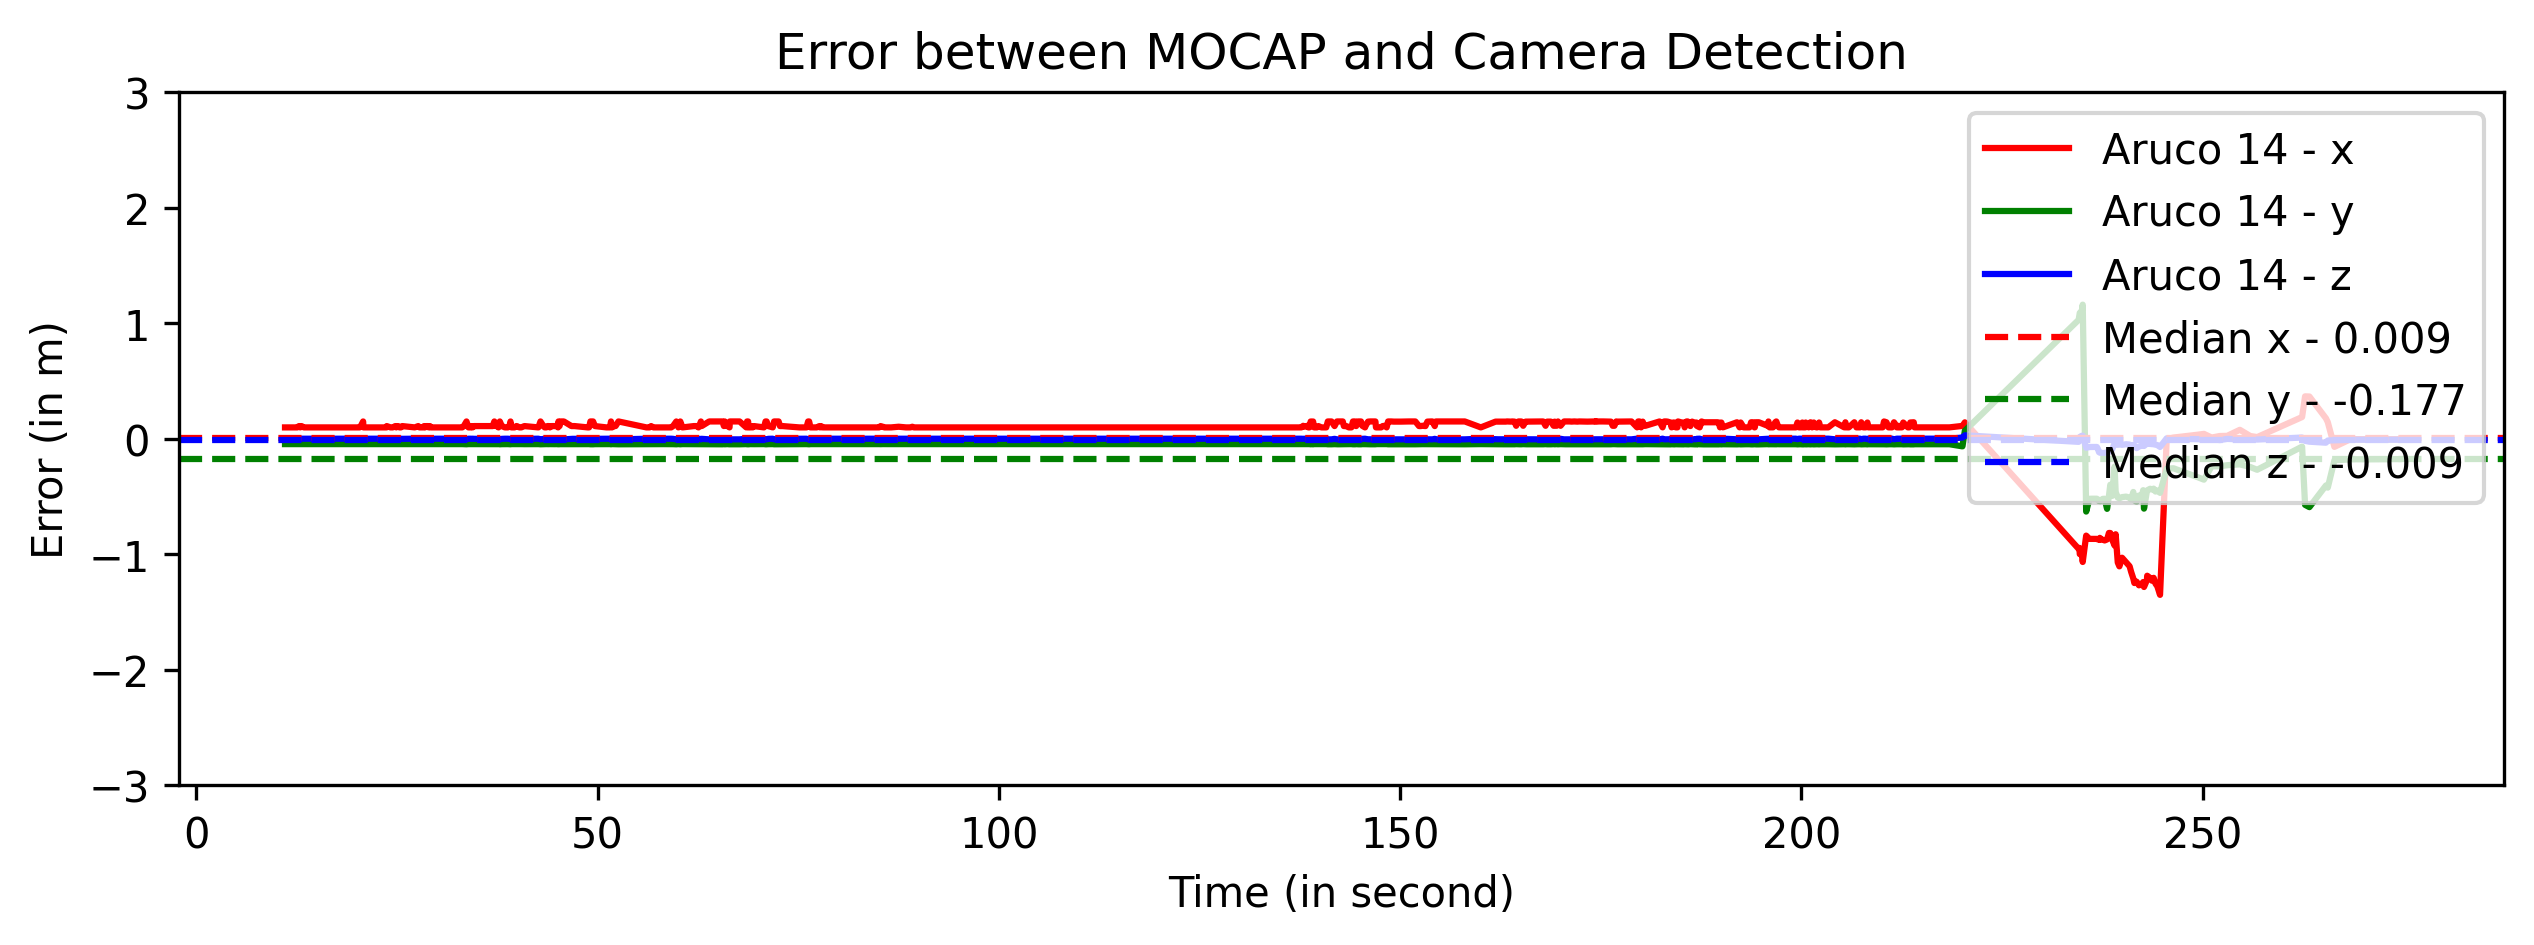 Error between MOCAP and Camera Detection
3
2
1
0
−1
−2
−3
Error (in m)
Aruco 14 - x
Aruco 14 - y
Aruco 14 - z
Median x - 0.009
Median y - -0.177
Median z - -0.009
0 50 100 150 200 250
Time (in second)